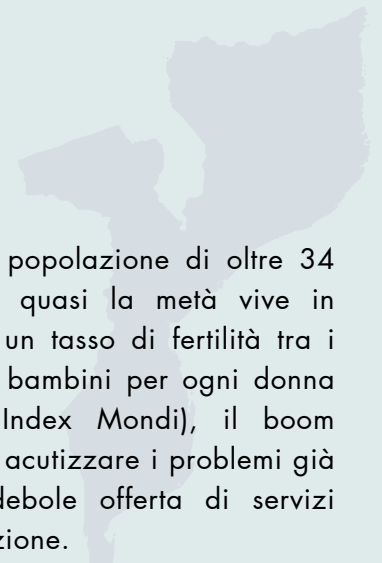 popolazione di oltre 34
quasi la metà vive in
un tasso di fertilità tra i
bambini per ogni donna
Index Mondi), il boom
acutizzare i problemi già
debole offerta di servizi
zione.